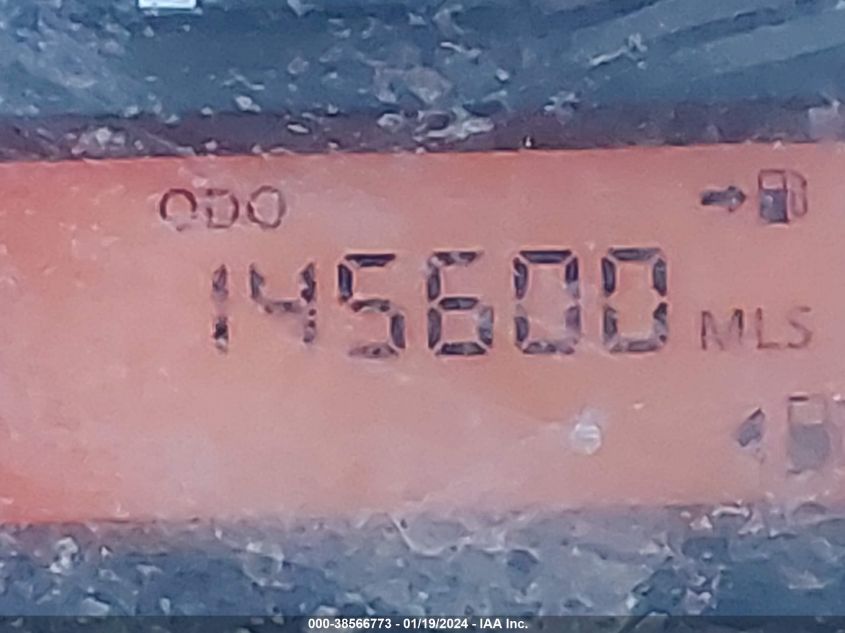 ODO
145600 MLS
000-38566773 - 01/19/2024 - IAA Inc.